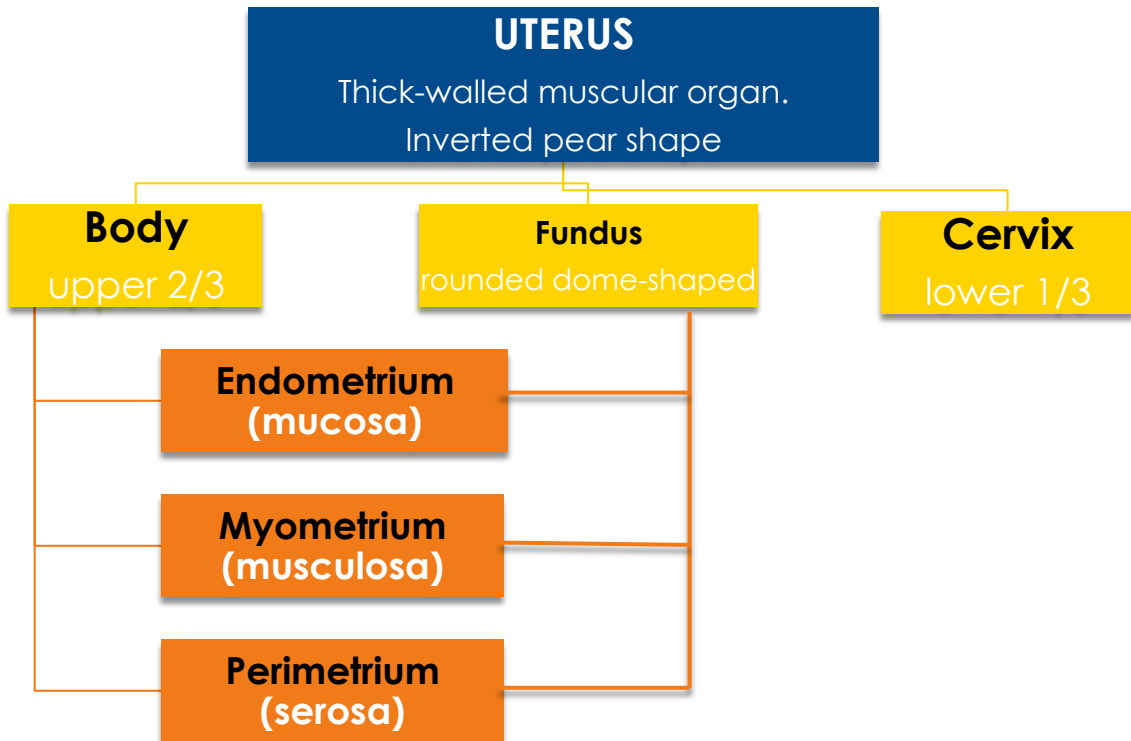 UTERUS
Thick-walled muscular organ.
Inverted pear shape
Body
upper 2/3
Fundus
rounded dome-shaped
Cervix
lower 1/3
Endometrium
(mucosa)
Myometrium
(musculosa)
Perimetrium
(serosa)